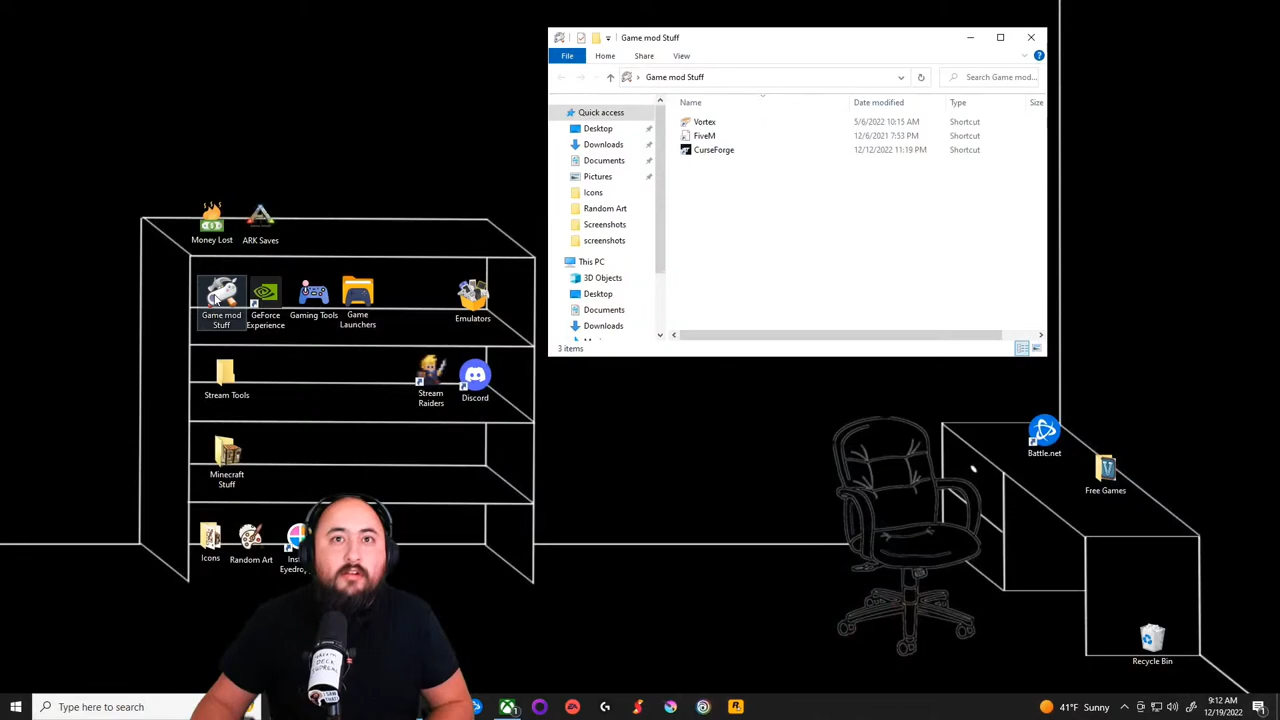 Game mod Stuff
File
Home
Share
View
Game mod Stuff
Search Game mod...
Name
Date modified
Type
Size
Quick access
Desktop
Downloads
Documents
Pictures
Icons
Random Art
Screenshots
screenshots
This PC
3D Objects
Desktop
Documents
Downloads
Vortex
5/6/2022 10:15 AM
Shortcut
FiveM
12/6/2021 7:53 PM
Shortcut
CurseForge
12/12/2022 11:19 PM
Shortcut
3 items
Money Lost
ARK Saves
Game mod
Stuff
GeForce
Experience
Gaming Tools
Game
Launchers
Emulators
Stream Tools
Stream
Raiders
Discord
Minecraft
Stuff
Icons
Random Art
Eyedro
Battle.net
Free Games
Recycle Bin
DECK
SUPREME
I SAW
THAT!
Type here to search
41°F Sunny
9:12 AM
12/19/2022